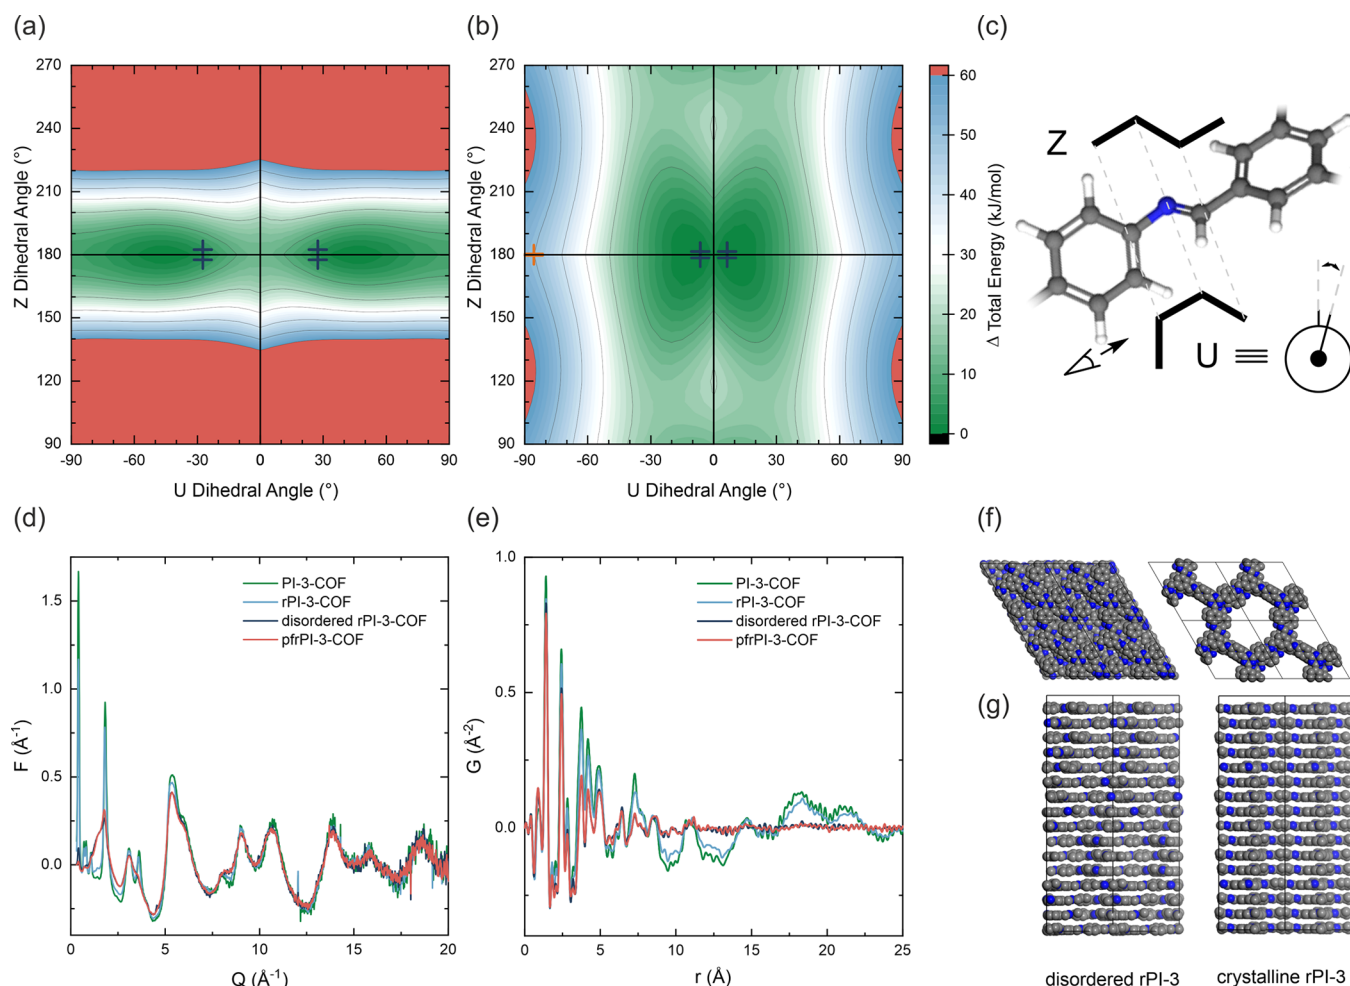 (a)
(b)
(c)
270
240
210
180
150
120
90
Z Dihedral Angle (°)
-90
-60
-30
0
30
60
90
U Dihedral Angle (°)
270
240
210
180
150
120
90
Z Dihedral Angle (°)
-90
-60
-30
0
30
60
90
U Dihedral Angle (°)
60
50
40
30
20
10
0
Δ Total Energy (kJ/mol)
Z
U
(d)
(e)
(f)
PI-3-COF
rPI-3-COF
disordered rPI-3-COF
pfrPI-3-COF
1.5
1.0
0.5
0.0
F (Å⁻¹)
0
5
10
15
20
Q (Å⁻¹)
PI-3-COF
rPI-3-COF
disordered rPI-3-COF
pfrPI-3-COF
1.0
0.5
0.0
G (Å⁻²)
0
5
10
15
20
25
r (Å)
(g)
disordered rPI-3
crystalline rPI-3